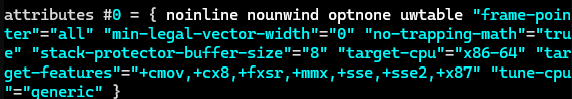 attributes #0 = { noinline nounwind optnone uwtable "frame-poin
ter"="all" "min-legal-vector-width"="0" "no-trapping-math"="tru
e" "stack-protector-buffer-size"="8" "target-cpu"="x86-64" "tar
get-features"="+cmov,+cx8,+fxsr,+mmx,+sse,+sse2,+x87" "tune-cpu
"="generic" }